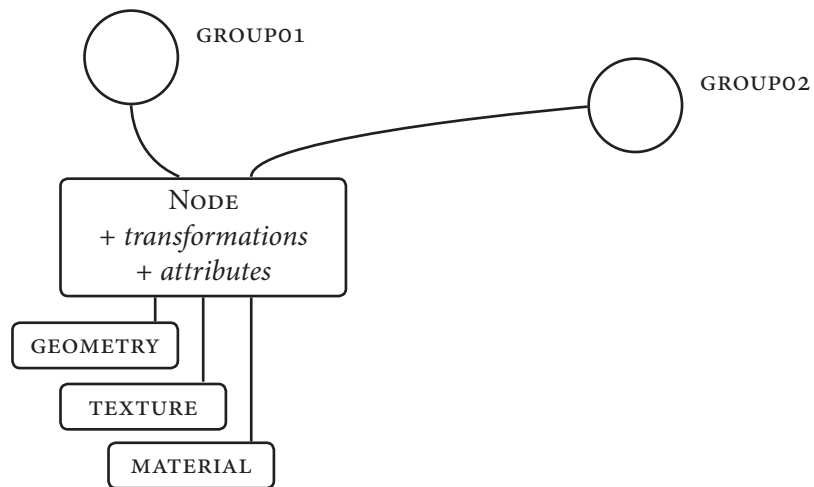 GROUP01
GROUP02
NODE
+ transformations
+ attributes
GEOMETRY
TEXTURE
MATERIAL